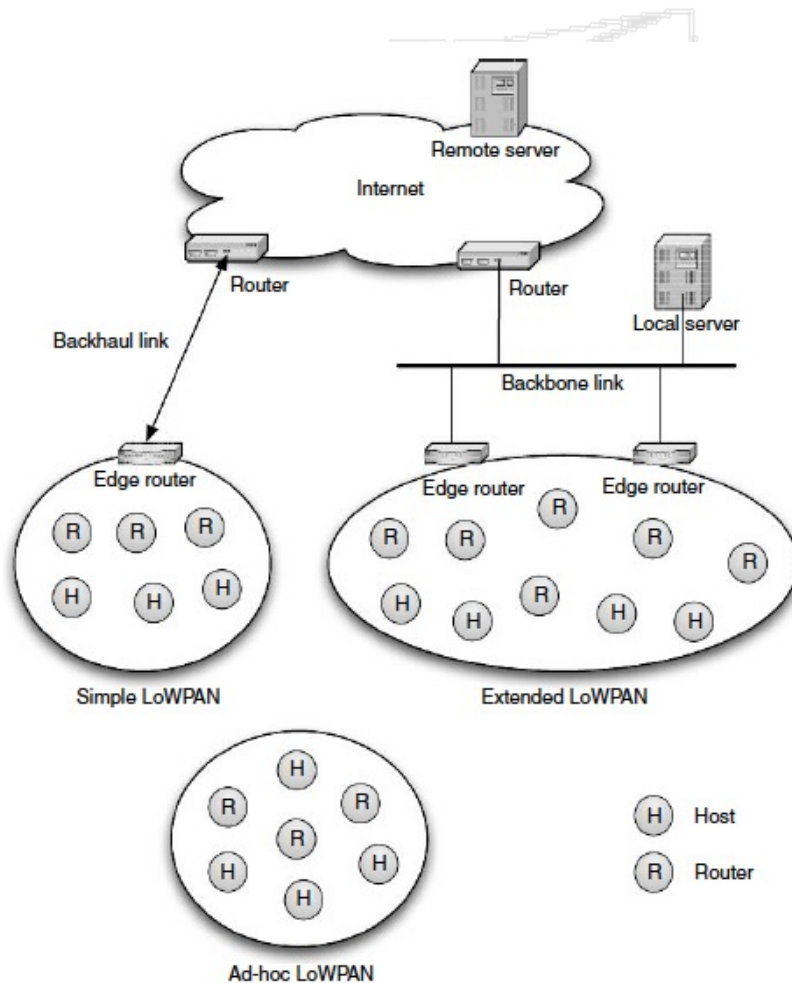 Remote server
Internet
Router
Router
Local server
Backhaul link
Backbone link
Edge router
Edge router
Edge router
R
R
R
H
H
H
R
R
R
R
R
H
H
R
H
H
Simple LoWPAN
Extended LoWPAN
H
R
R
R
H
H
H
Ad-hoc LoWPAN
H Host
R Router